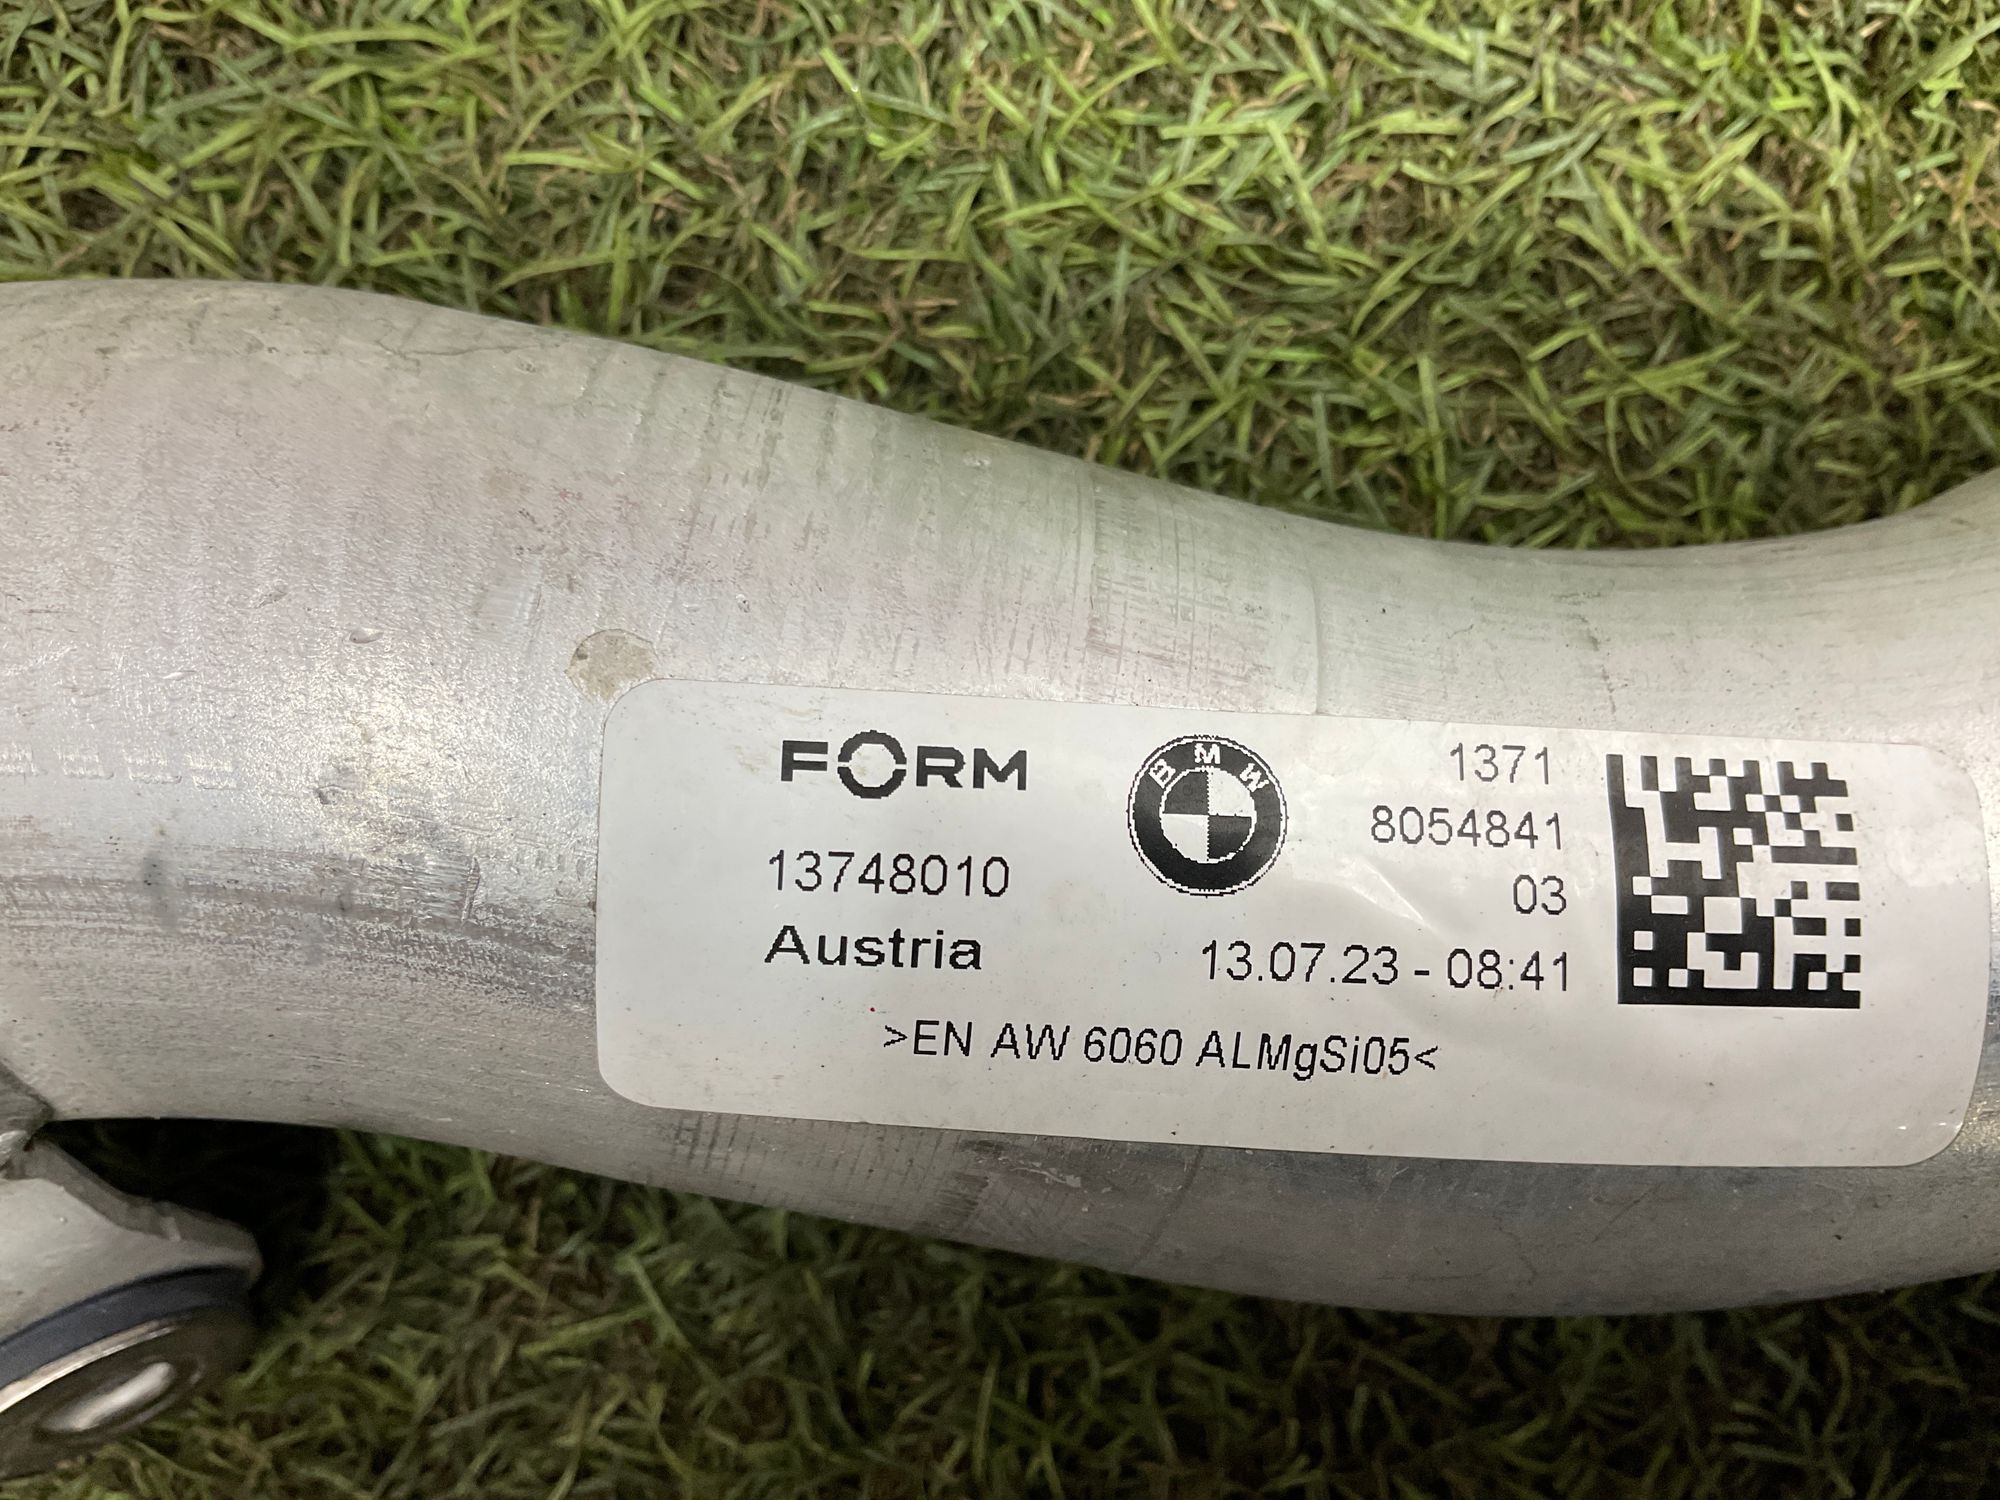 FORM
13748010
Austria
BMW
1371
8054841
03
13.07.23 - 08:41
>EN AW 6060 ALMgSi05<